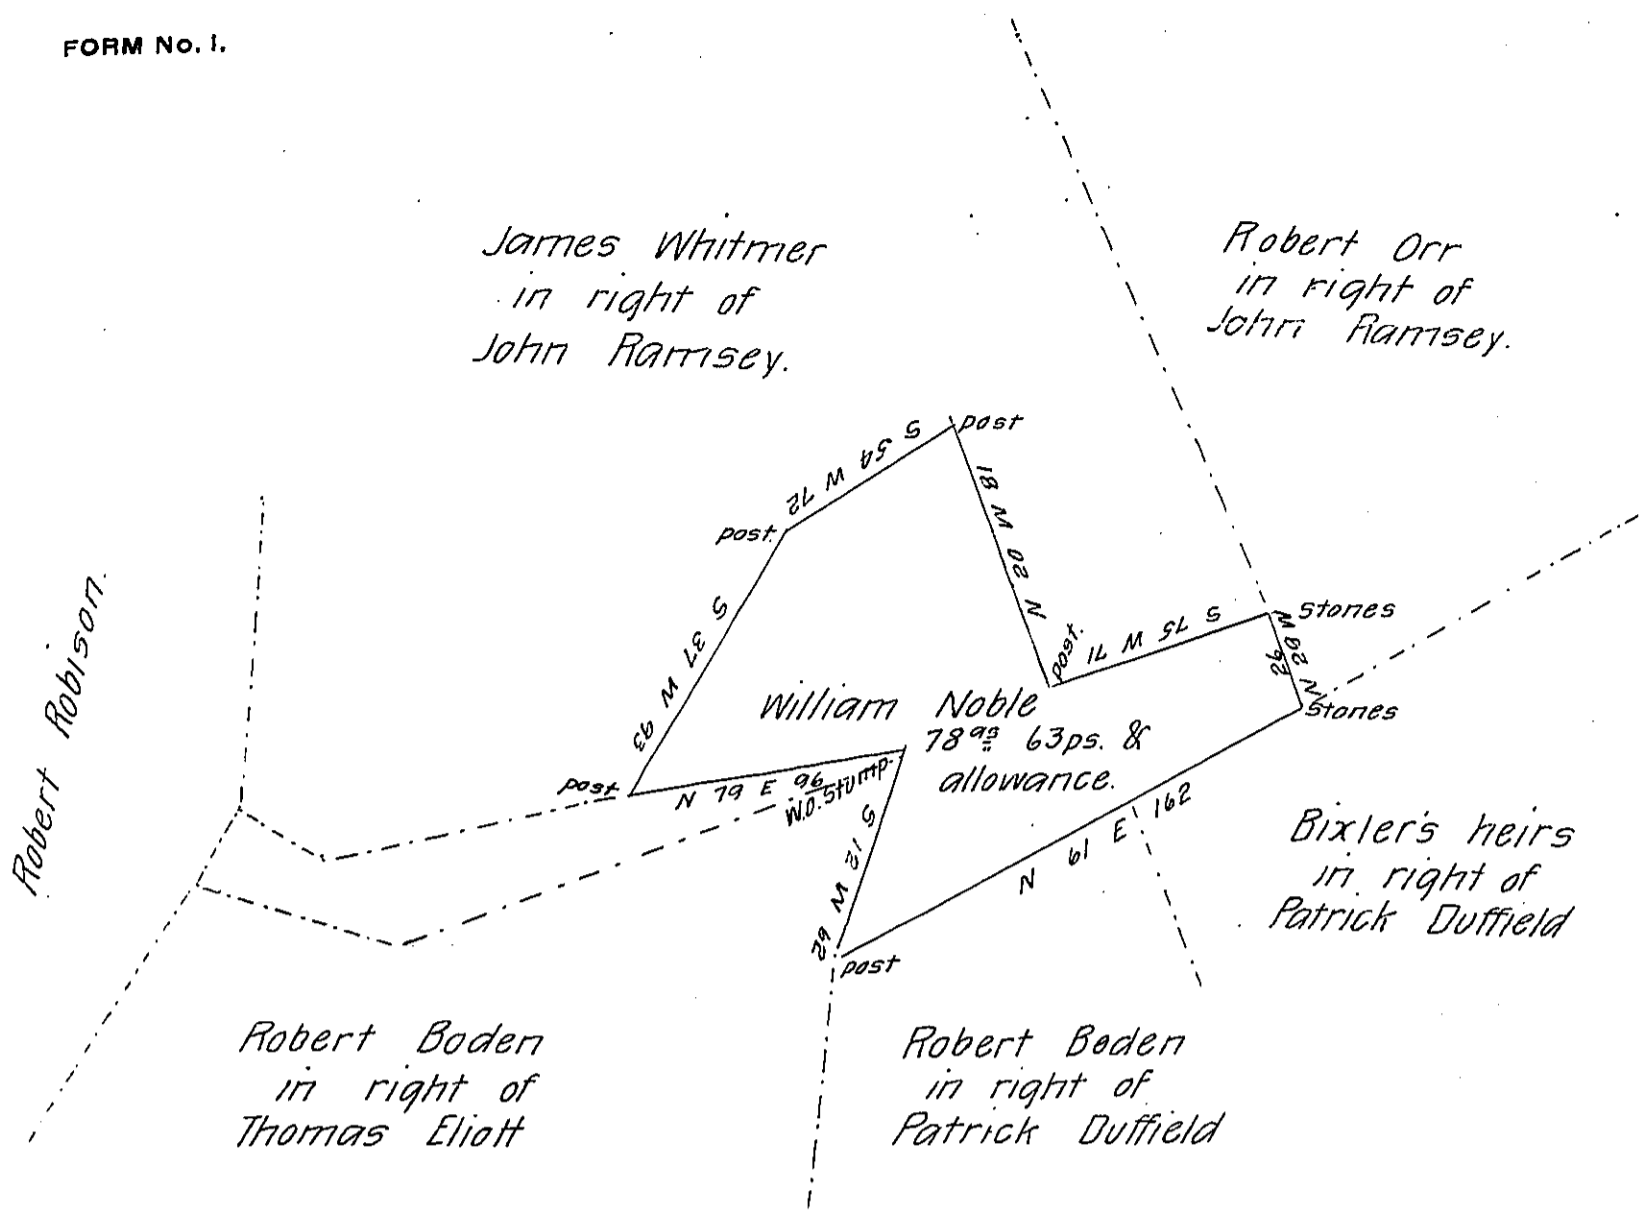 FORM No. 1.
James Whitmer
in right of
John Ramsey.
Robert Orr
in right of
John Ramsey.
post
S 54 W 72
post.
N 20 W 81
S 37 W 93
post.
S 75 W 71
Stones
N 28 W
26
Stones
Robert Robison.
William Noble
78 as 63 ps. &
allowance.
post
N 79 E 96
W.O. Stump.
S 12 W 62
post
N 61 E 162
Bixler's heirs
in right of
Patrick Duffield
Robert Boden
in right of
Thomas Eliott
Robert Boden
in right of
Patrick Duffield